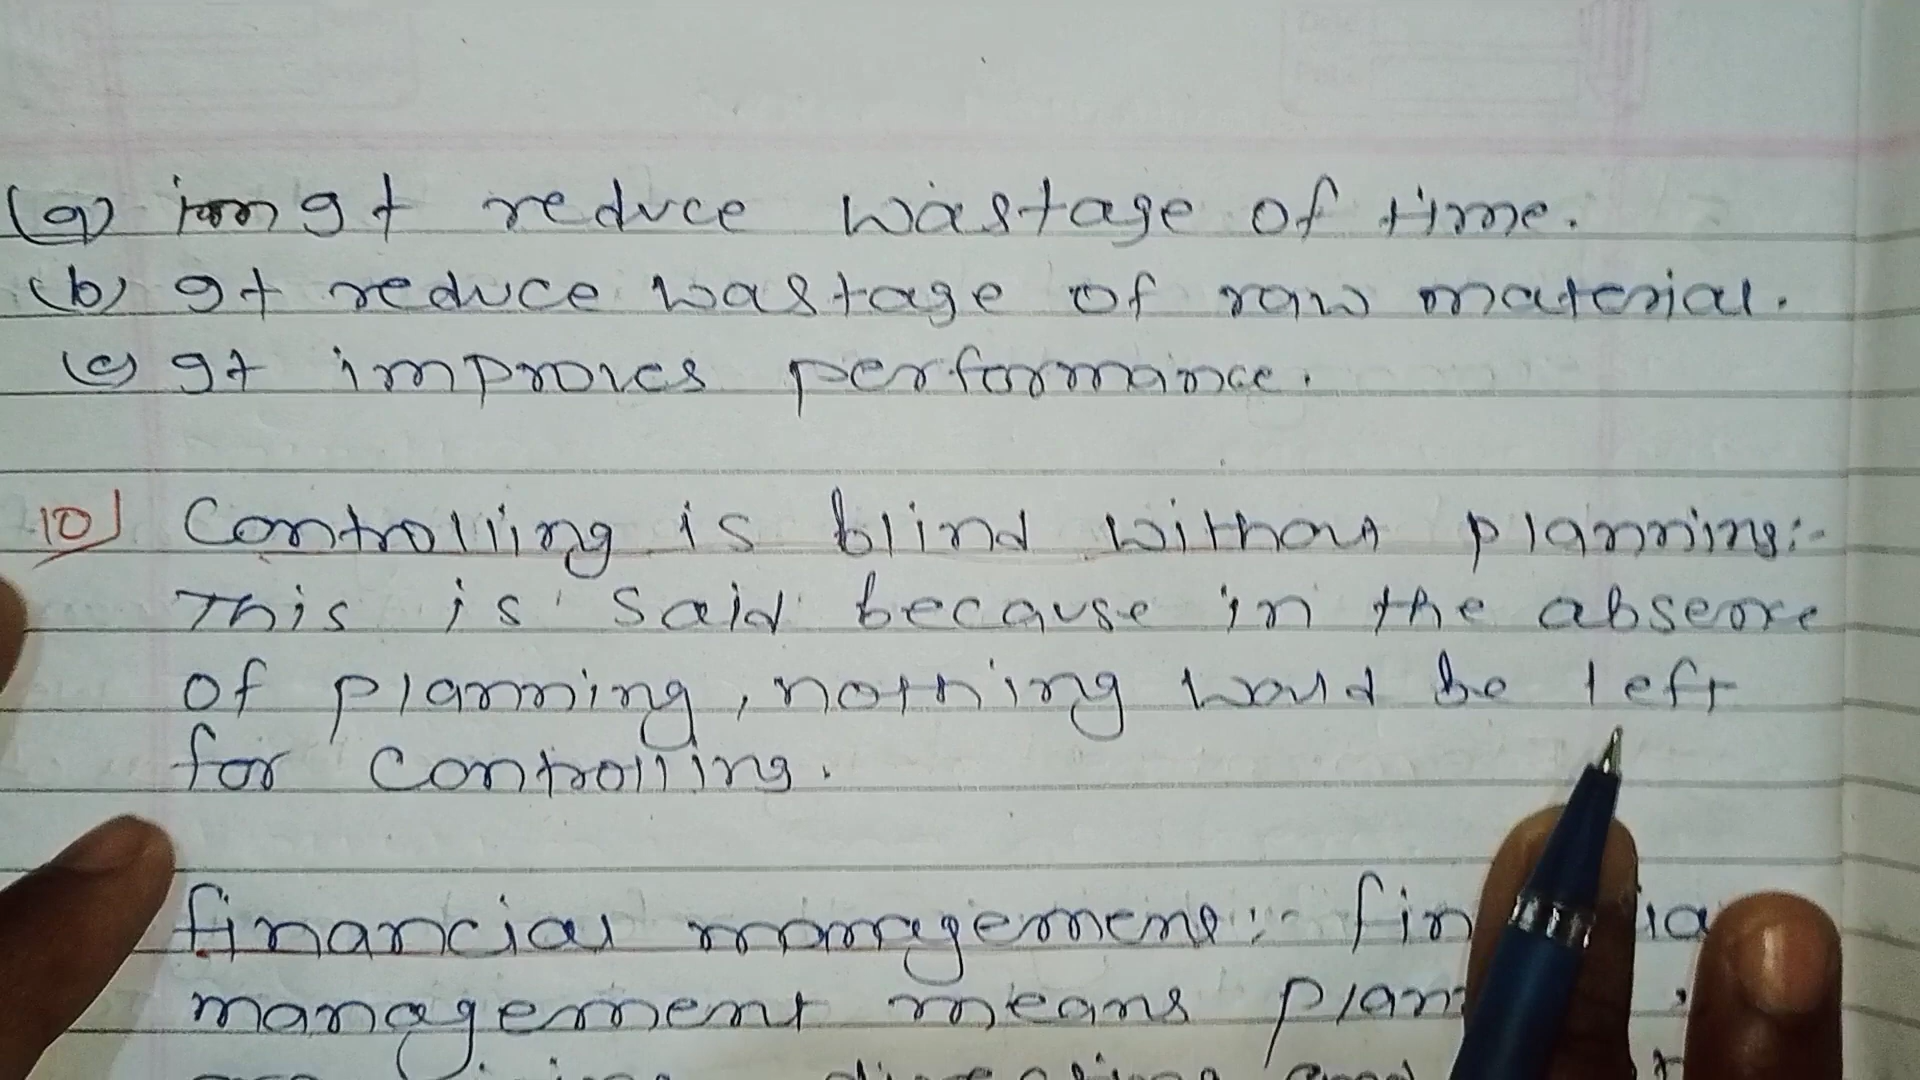 (a) It reduce wastage of time.
(b) It reduce wastage of raw material.
(c) It improves performance.
10) Controlling is blind without planning:-
This is said because in the absence
of planning, nothing would be left
for controlling.
financial management:- fin
management means plan
directing and